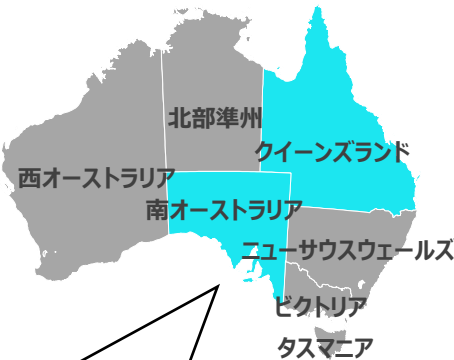 北部準州
クイーンズランド
西オーストラリア
南オーストラリア
ニューサウスウェールズ
ビクトリア
タスマニア